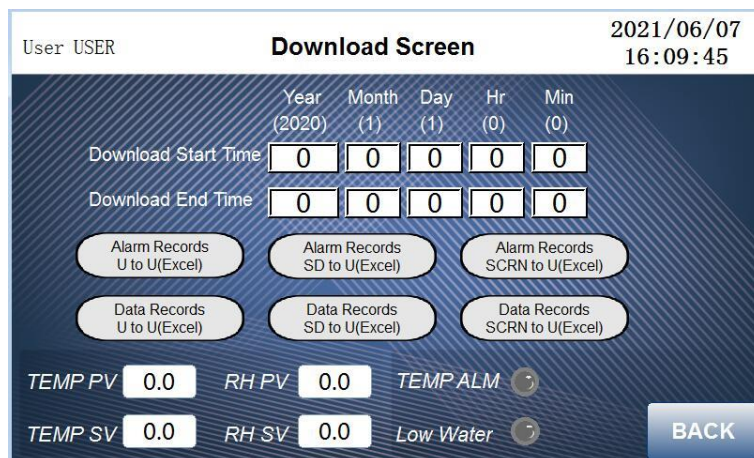 User USER Download Screen 2021/06/07
16:09:45
Year Month Day Hr Min
(2020) (1) (1) (0) (0)
Download Start Time 0 0 0 0 0
Download End Time 0 0 0 0 0
Alarm Records
U to U(Excel)
Alarm Records
SD to U(Excel)
Alarm Records
SCRN to U(Excel)
Data Records
U to U(Excel)
Data Records
SD to U(Excel)
Data Records
SCRN to U(Excel)
TEMP PV 0.0 RH PV 0.0 TEMP ALM
TEMP SV 0.0 RH SV 0.0 Low Water
BACK